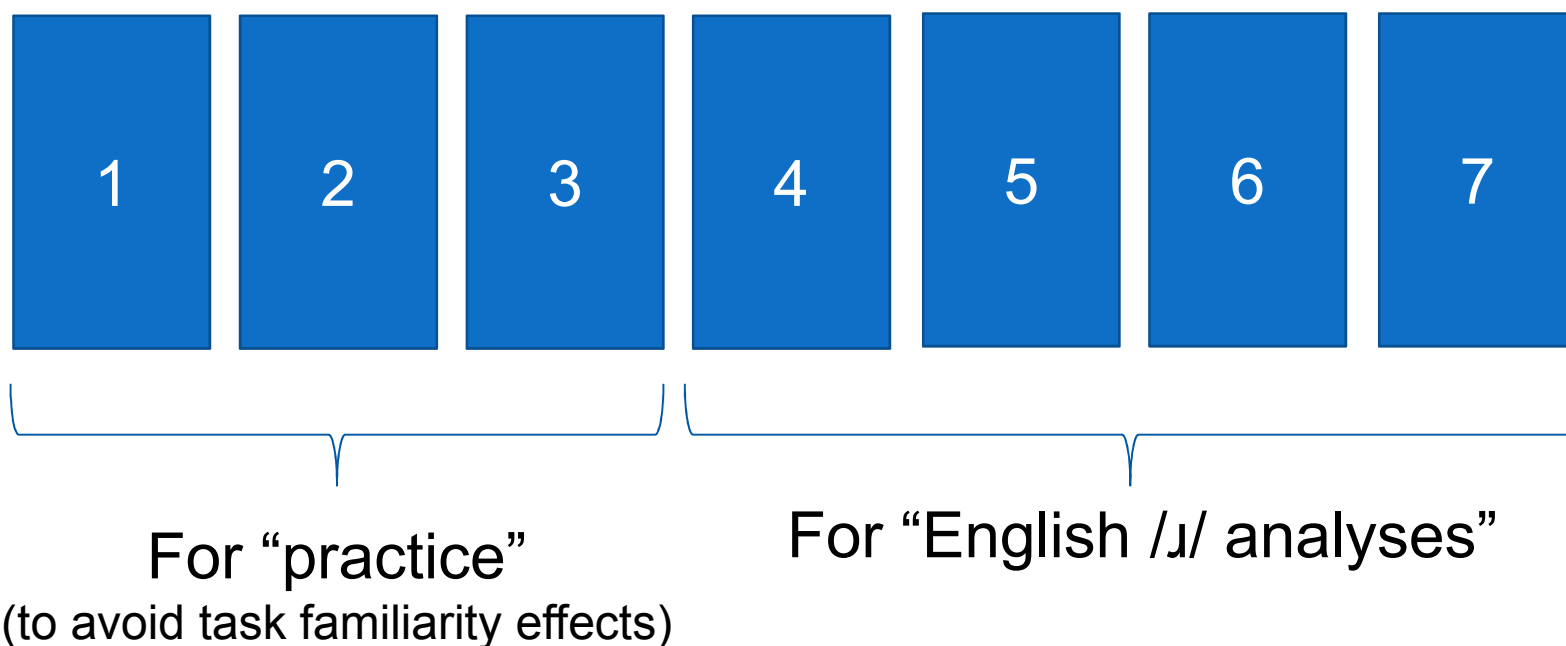 1 2 3 4 5 6 7
For “practice”
(to avoid task familiarity effects)
For “English /ɹ/ analyses”